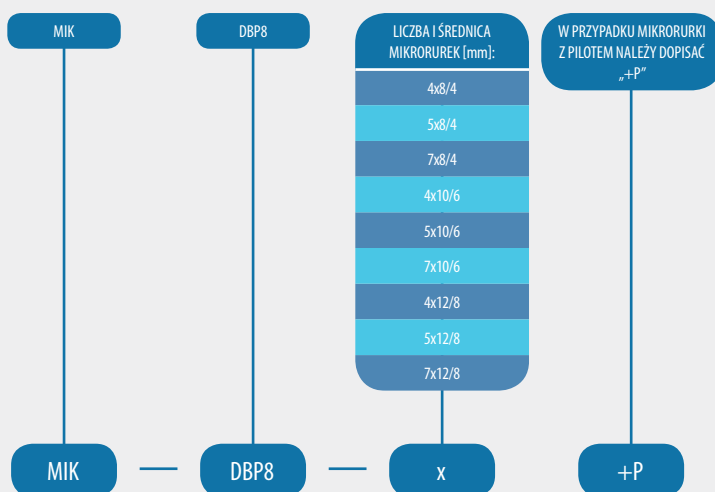 MIK
DBP8
LICZBA I ŚREDNICA
MIKRORUREK [mm]:
4x8/4
5x8/4
7x8/4
4x10/6
5x10/6
7x10/6
4x12/8
5x12/8
7x12/8
W PRZYPADKU MIKRORURKI
Z PILOTEM NALEŻY DOPISAĆ
„+P”
MIK — DBP8 — x +P